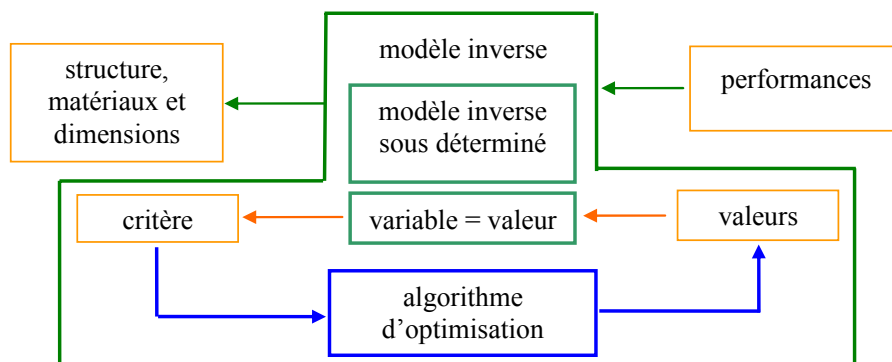 modèle inverse
structure,
matériaux et
dimensions
performances
modèle inverse
sous déterminé
critère
variable = valeur
valeurs
algorithme
d’optimisation